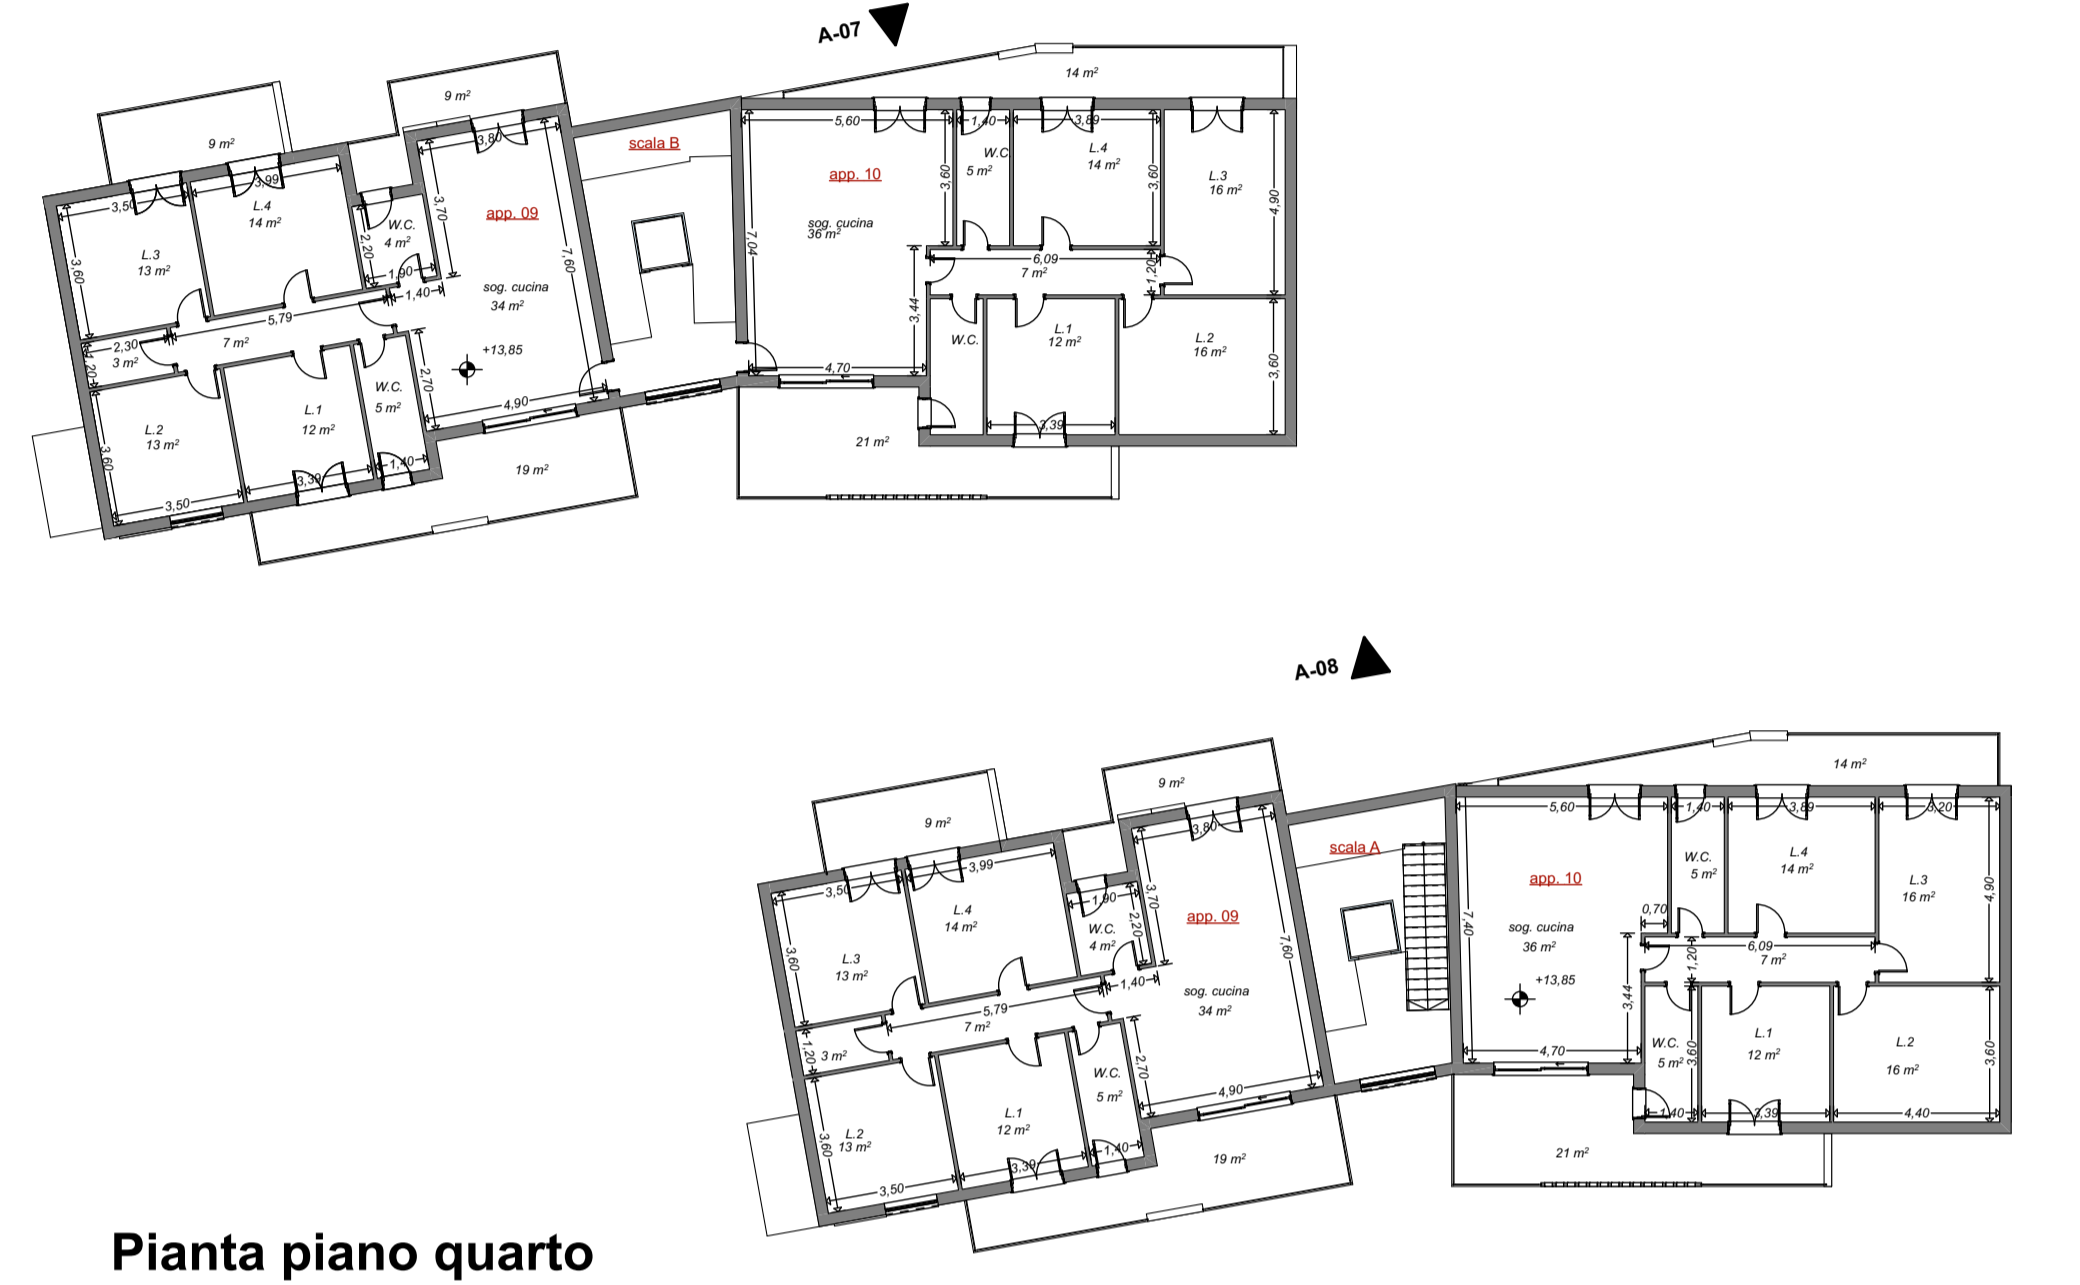 A-07
14 m²
9 m²
9 m²
scala B
app. 10
app. 09
5,60
1,40
3,89
3,80
3,99
3,50
W.C.
5 m²
L.4
14 m²
L.3
16 m²
3,60
3,60
4,90
L.4
14 m²
W.C.
4 m²
3,70
2,20
1,90
1,40
7,60
7,04
sog. cucina
36 m²
L.3
13 m²
3,60
sog. cucina
34 m²
6,09
7 m²
1,20
5,79
7 m²
2,30
3 m²
1,20
+13,85
3,44
W.C.
L.1
12 m²
L.2
16 m²
3,60
4,70
2,70
4,90
W.C.
5 m²
L.1
12 m²
L.2
13 m²
3,60
3,39
3,39
1,40
3,50
21 m²
19 m²
A-08
14 m²
9 m²
9 m²
scala A
app. 10
app. 09
5,60
1,40
3,89
3,20
3,80
3,99
3,50
W.C.
5 m²
L.4
14 m²
L.3
16 m²
4,90
0,70
7,40
sog. cucina
36 m²
+13,85
6,09
7 m²
1,20
3,44
3,70
1,90
2,20
W.C.
4 m²
L.4
14 m²
L.3
13 m²
3,60
7,60
1,40
sog. cucina
34 m²
5,79
7 m²
1,20
3 m²
4,70
W.C.
5 m²
3,60
L.1
12 m²
L.2
16 m²
3,60
1,40
3,39
4,40
2,70
4,90
W.C.
5 m²
L.1
12 m²
L.2
13 m²
3,60
1,40
3,39
3,50
19 m²
21 m²
Pianta piano quarto